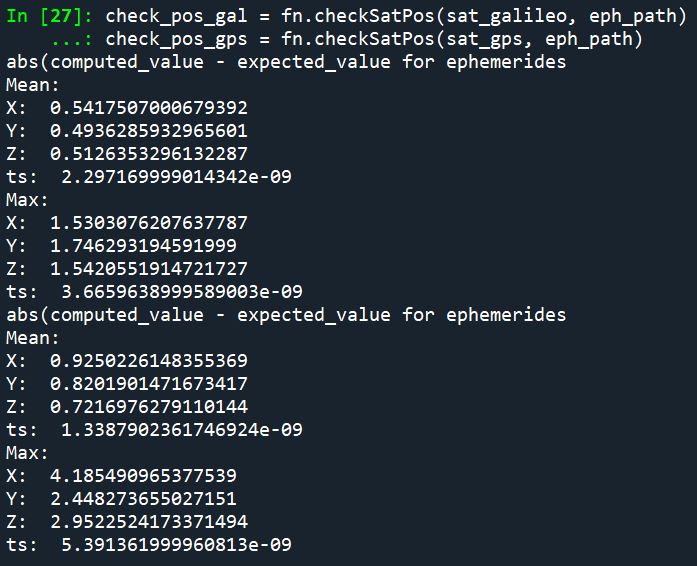 In [27]: check_pos_gal = fn.checkSatPos(sat_galileo, eph_path)
    ...: check_pos_gps = fn.checkSatPos(sat_gps, eph_path)
abs(computed_value - expected_value for ephemerides
Mean:
X:  0.5417507000679392
Y:  0.4936285932965601
Z:  0.5126353296132287
ts:  2.297169999014342e-09
Max:
X:  1.5303076207637787
Y:  1.746293194591999
Z:  1.5420551914721727
ts:  3.6659638999589003e-09
abs(computed_value - expected_value for ephemerides
Mean:
X:  0.9250226148355369
Y:  0.8201901471673417
Z:  0.7216976279110144
ts:  1.3387902361746924e-09
Max:
X:  4.185490965377539
Y:  2.448273655027151
Z:  2.9522524173371494
ts:  5.391361999960813e-09